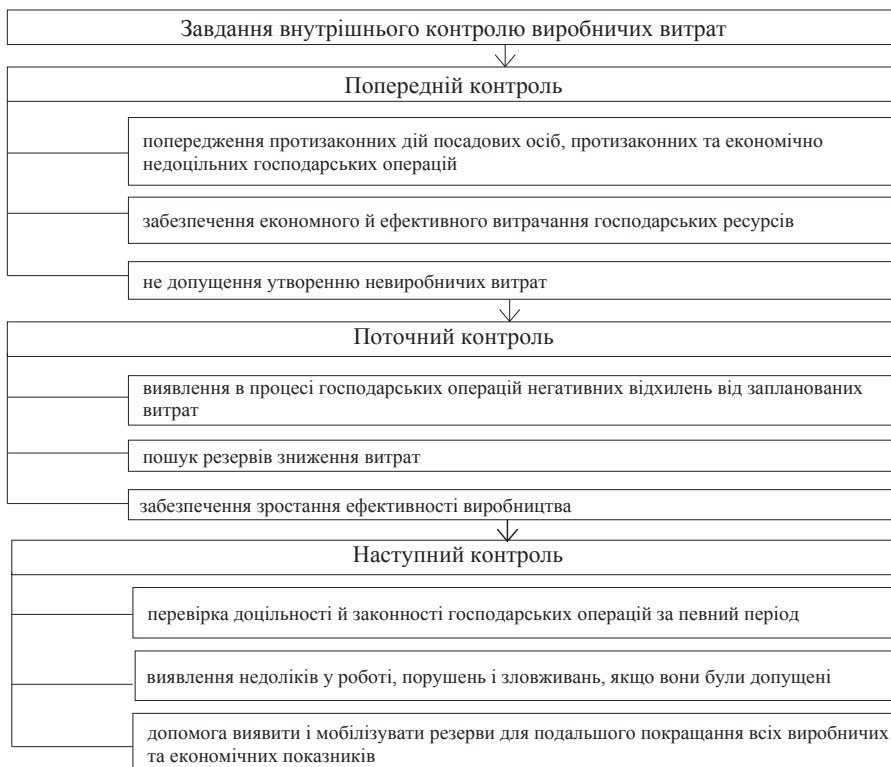 Завдання внутрішнього контролю виробничих витрат
Попередній контроль
попередження протизаконних дій посадових осіб, протизаконних та економічно
недоцільних господарських операцій
забезпечення економного й ефективного витрачання господарських ресурсів
не допущення утворенню невиробничих витрат
Поточний контроль
виявлення в процесі господарських операцій негативних відхилень від запланованих
витрат
пошук резервів зниження витрат
забезпечення зростання ефективності виробництва
Наступний контроль
перевірка доцільності й законності господарських операцій за певний період
виявлення недоліків у роботі, порушень і зловживань, якщо вони були допущені
допомога виявити і мобілізувати резерви для подальшого покращання всіх виробничих
та економічних показників